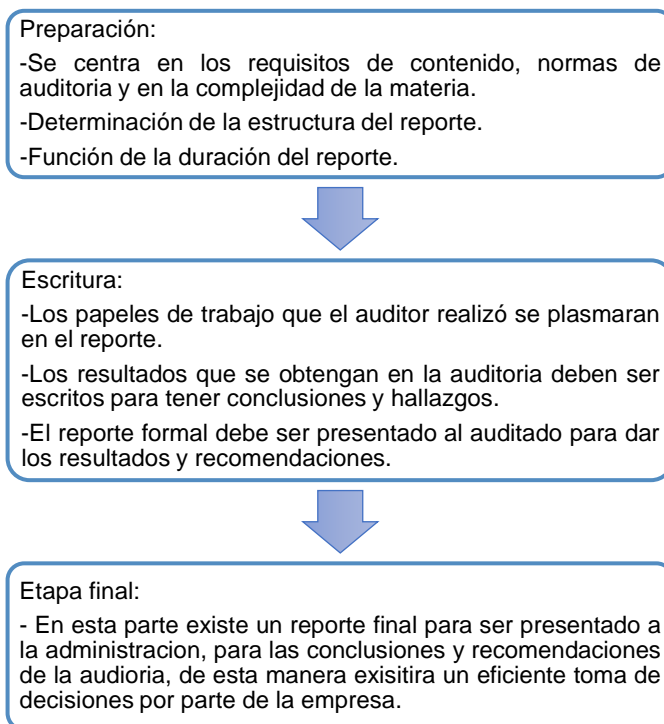 Preparación:
-Se centra en los requisitos de contenido, normas de
auditoria y en la complejidad de la materia.
-Determinación de la estructura del reporte.
-Función de la duración del reporte.
Escritura:
-Los papeles de trabajo que el auditor realizó se plasmaran
en el reporte.
-Los resultados que se obtengan en la auditoria deben ser
escritos para tener conclusiones y hallazgos.
-El reporte formal debe ser presentado al auditado para dar
los resultados y recomendaciones.
Etapa final:
- En esta parte existe un reporte final para ser presentado a
la administracion, para las conclusiones y recomendaciones
de la audioria, de esta manera exisitira un eficiente toma de
decisiones por parte de la empresa.